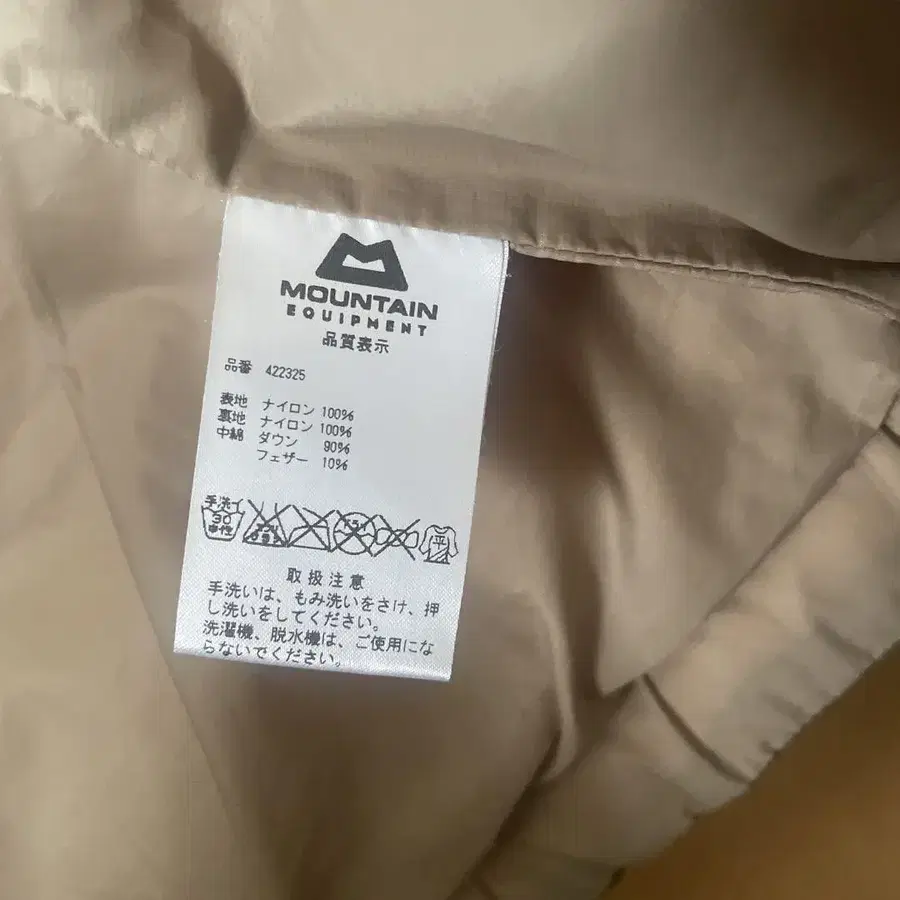 MOUNTAIN
EQUIPMENT
品質表示
品番 422325
表地 ナイロン 100%
裏地 ナイロン 100%
中綿 ダウン 90%
フェザー 10%
手洗イ
30
中性
平
取扱注意
手洗いは、もみ洗いをさけ、押
し洗いをしてください。
洗濯機、脱水機は、ご使用にな
らないでください。